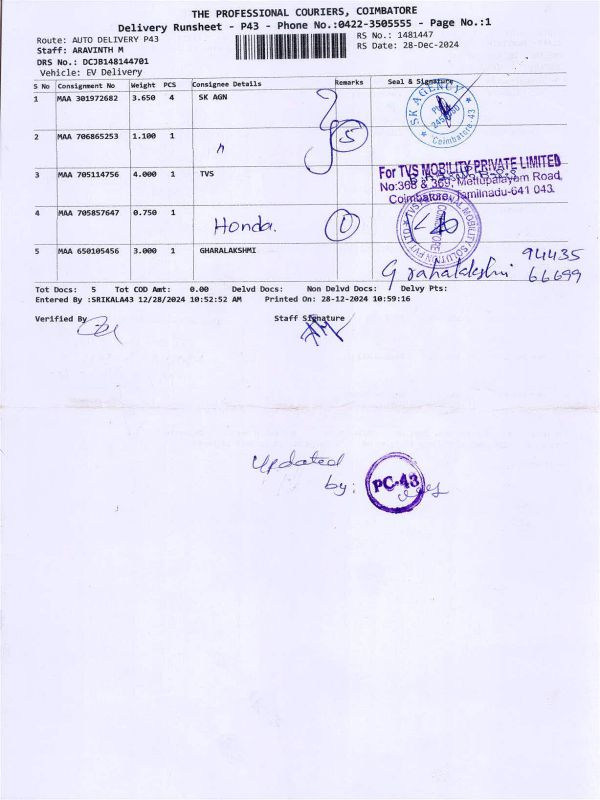 THE PROFESSIONAL COURIERS, COIMBATORE
Delivery Runsheet - P43 - Phone No.:0422-3505555 - Page No.:1
Route: AUTO DELIVERY P43
RS No.: 1481447
Staff: ARAVINTH M
RS Date: 28-Dec-2024
DRS No.: DCJB148144701
Vehicle: EV Delivery
S No Consignment No Weight PCS Consignee Details Remarks Seal & Signature
1 MAA 301972682 3.650 4 SK AGN
SK AGENCY
Coimbatore-43
2 MAA 706865253 1.100 1 " 5
3 MAA 705114756 4.000 1 TVS
For TVS MOBILITY PRIVATE LIMITED
No:368 & 369, Mettupalayam Road,
Coimbatore, Tamilnadu-641 043.
4 MAA 705857647 0.750 1 Honda. 1
5 MAA 650105456 3.000 1 GHARALAKSHMI
Grahalakshmi 94435
66699
Tot Docs: 5 Tot COD Amt: 0.00 Delvd Docs: Non Delvd Docs: Delvy Pts:
Entered By :SRIKALA43 12/28/2024 10:52:52 AM Printed On: 28-12-2024 10:59:16
Verified By Staff Signature
Updated
by: PC-43